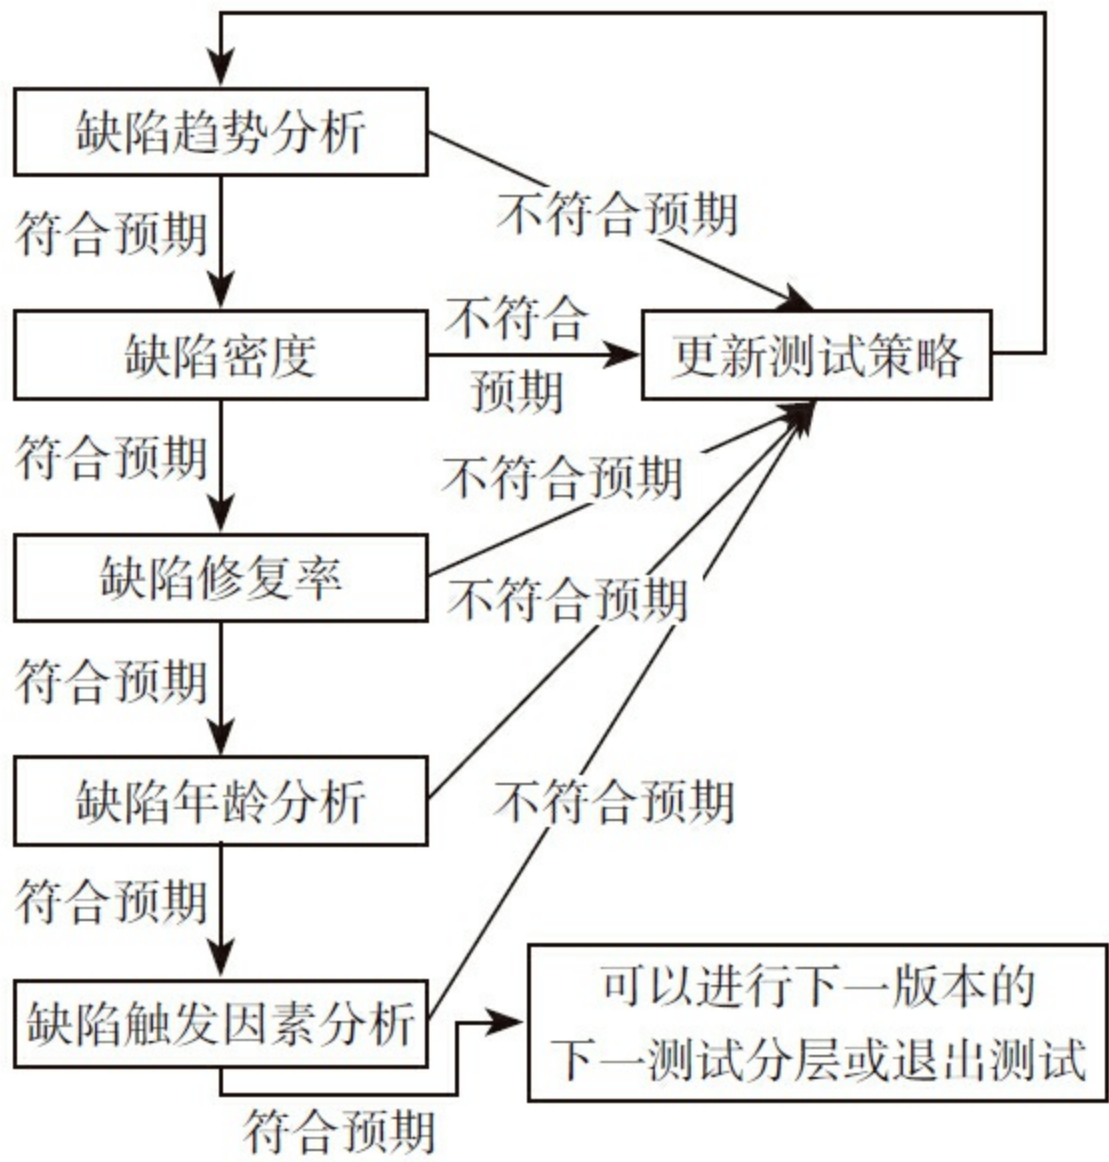 缺陷趋势分析
不符合预期
符合预期
不符合
缺陷密度
更新测试策略
预期
符合预期
不符合预期
缺陷修复率
不符合预期
符合预期
缺陷年龄分析
不符合预期
符合预期
可以进行下一版本的
缺陷触发因素分析
下一测试分层或退出测试
符合预期